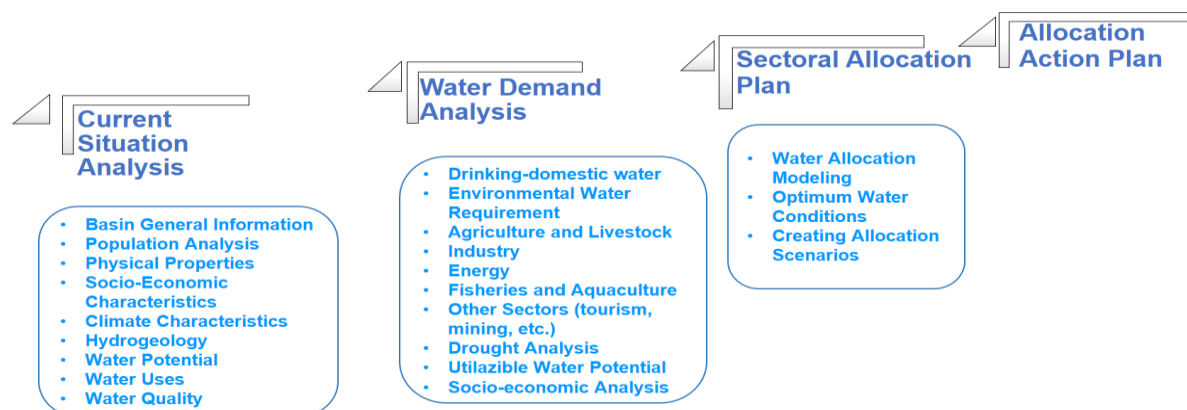 Current
Situation
Analysis
• Basin General Information
• Population Analysis
• Physical Properties
• Socio-Economic
Characteristics
• Climate Characteristics
• Hydrogeology
• Water Potential
• Water Uses
• Water Quality
Water Demand
Analysis
• Drinking-domestic water
• Environmental Water
Requirement
• Agriculture and Livestock
• Industry
• Energy
• Fisheries and Aquaculture
• Other Sectors (tourism,
mining, etc.)
• Drought Analysis
• Utilazible Water Potential
• Socio-economic Analysis
Sectoral Allocation
Plan
• Water Allocation
Modeling
• Optimum Water
Conditions
• Creating Allocation
Scenarios
Allocation
Action Plan